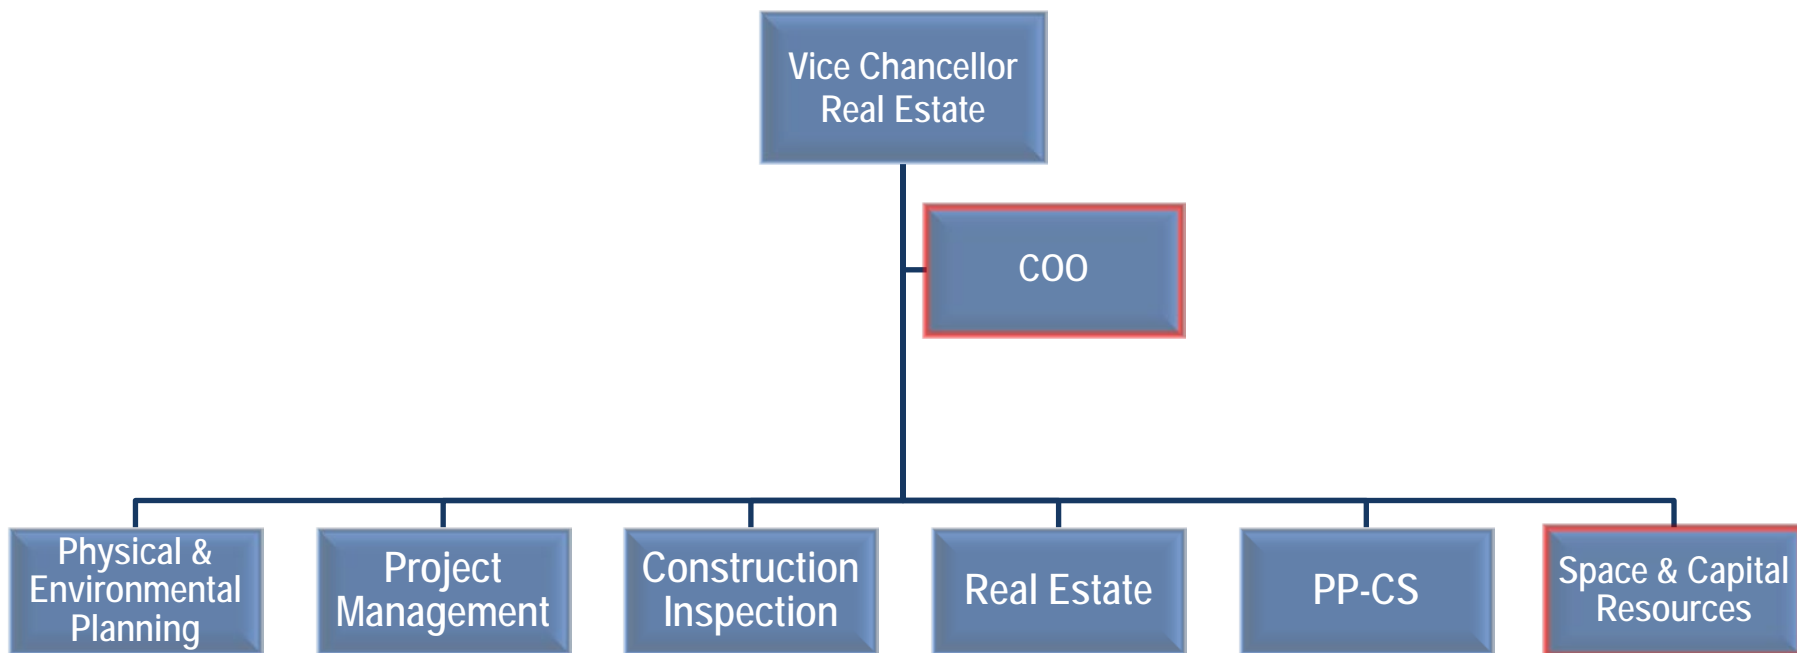 Vice Chancellor
Real Estate
COO
Physical &
Environmental
Planning
Project
Management
Construction
Inspection
Real Estate
PP-CS
Space & Capital
Resources